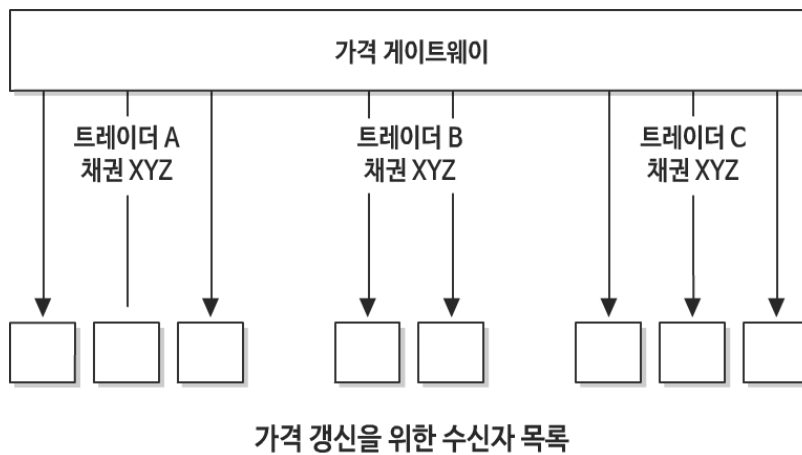 가격 게이트웨이
트레이더 A
채권 XYZ
트레이더 B
채권 XYZ
트레이더 C
채권 XYZ
가격 갱신을 위한 수신자 목록